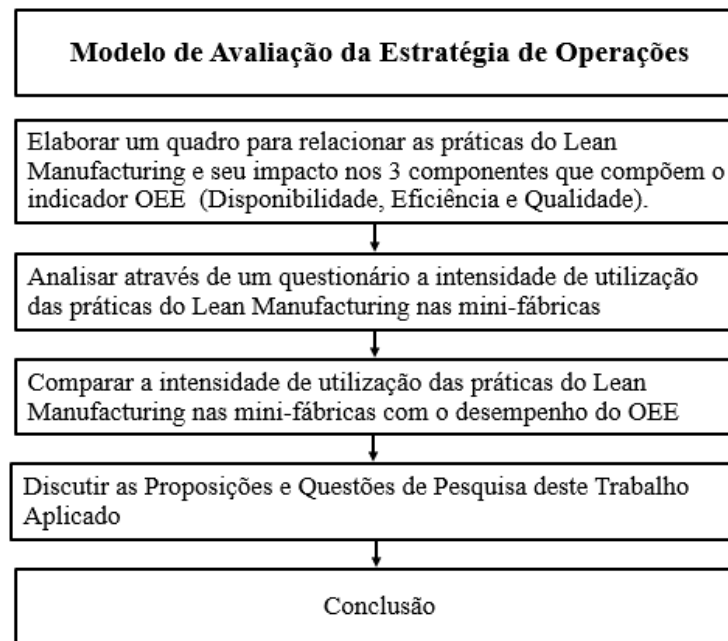 Modelo de Avaliação da Estratégia de Operações
Elaborar um quadro para relacionar as práticas do Lean
Manufacturing e seu impacto nos 3 componentes que compõem o
indicador OEE (Disponibilidade, Eficiência e Qualidade).
Analisar através de um questionário a intensidade de utilização
das práticas do Lean Manufacturing nas mini-fábricas
Comparar a intensidade de utilização das práticas do Lean
Manufacturing nas mini-fábricas com o desempenho do OEE
Discutir as Proposições e Questões de Pesquisa deste Trabalho
Aplicado
Conclusão